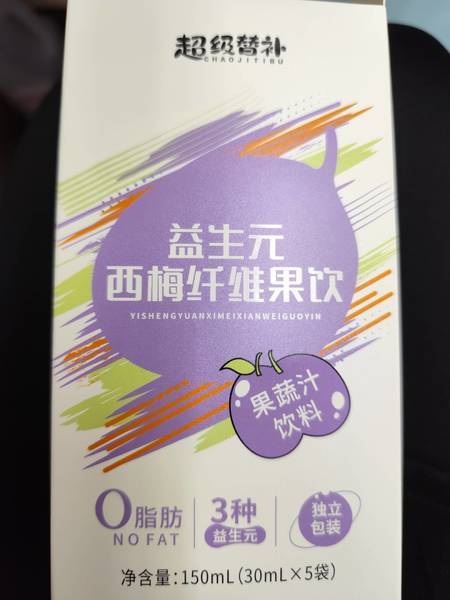 超级替补
CHAOJITIBU
益生元
西梅纤维果饮
YISHENGYUANXIMEIXIANWEIGUOYIN
果蔬汁
饮料
0脂肪
NO FAT
3种
益生元
独立
包装
净含量:150mL(30mL×5袋)